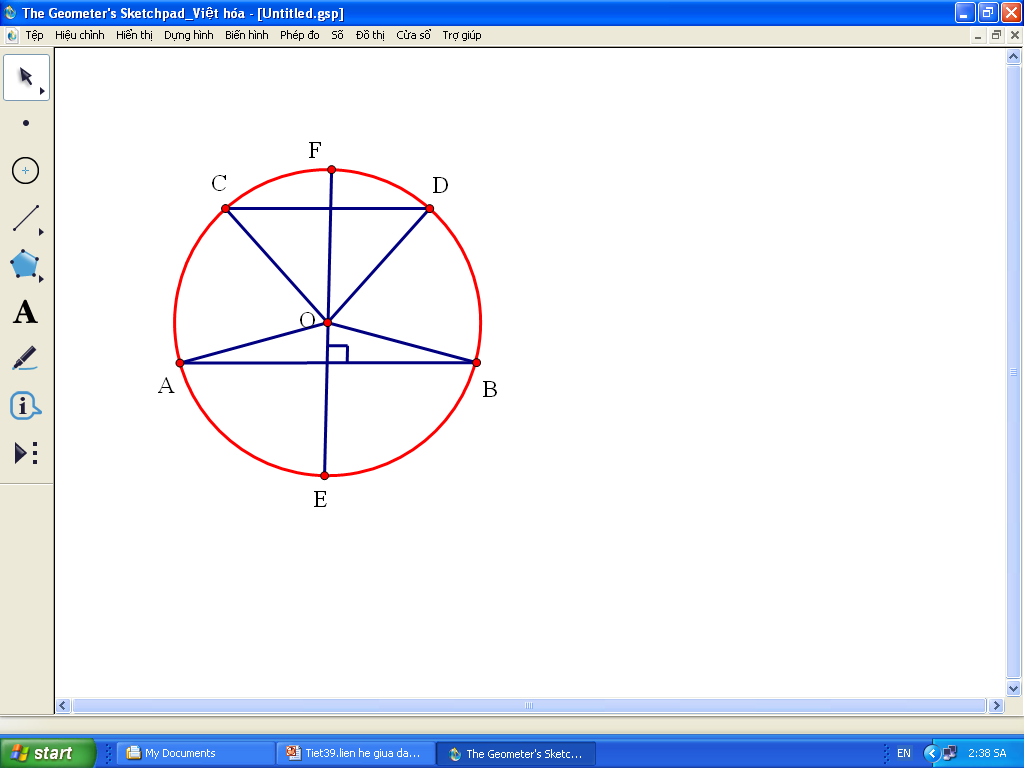 The Geometer's Sketchpad_Việt hóa - [Untitled.gsp]
Tệp Hiệu chỉnh Hiển thị Dựng hình Biến hình Phép đo Số Đồ thị Cửa sổ Trợ giúp
F
C
D
O
A
B
E
A
start My Documents Tiet39.lien he giua da... The Geometer's Sketc... EN 2:38 SA